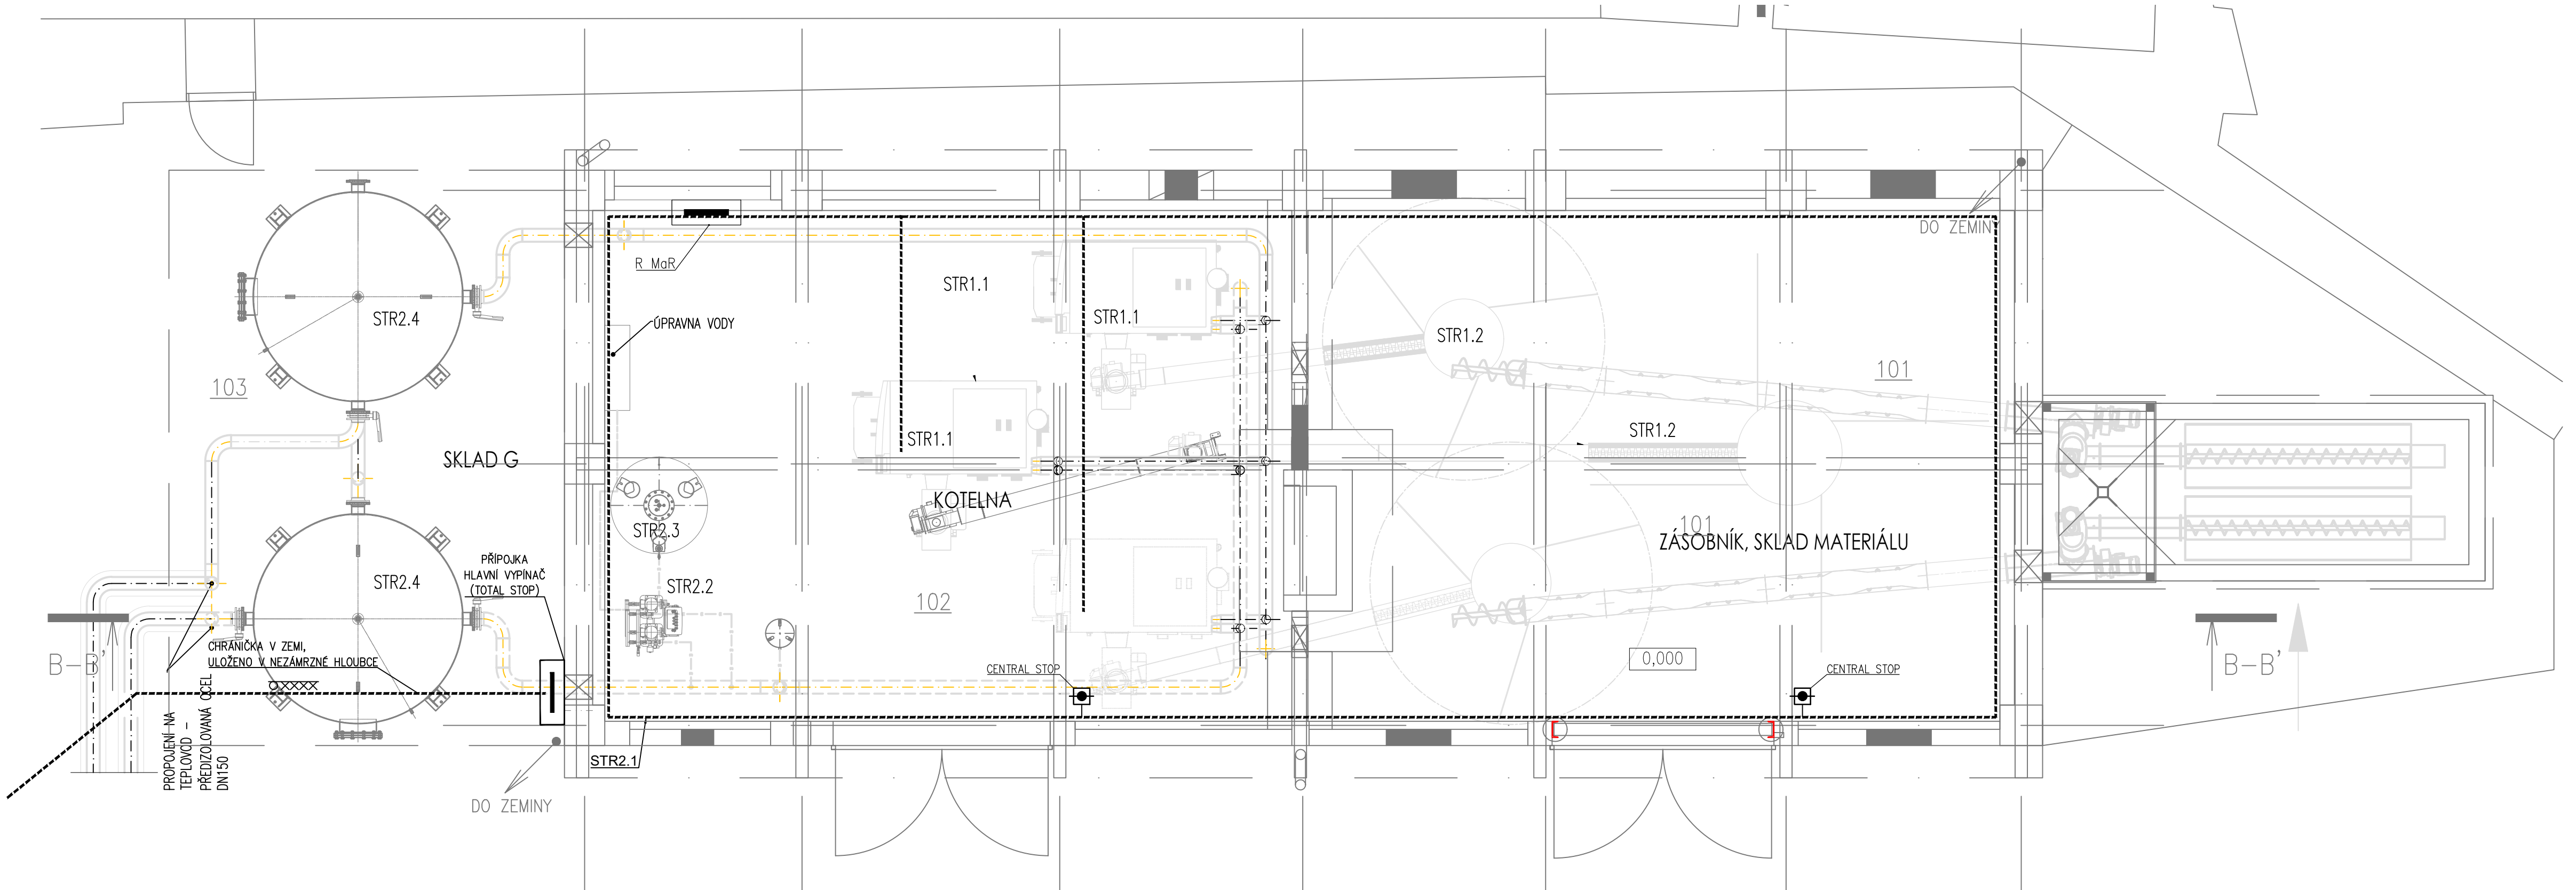 DO ZEMINY
R MaR
STR1.1
STR2.4
STR1.1
ÚPRAVNA VODY
STR1.2
101
103
STR1.2
STR1.1
SKLAD G
KOTELNA
101
STR2.3
ZÁSOBNÍK, SKLAD MATERIÁLU
PŘÍPOJKA
HLAVNÍ VYPÍNAČ
(TOTAL STOP)
STR2.4
STR2.2
102
CHRÁNIČKA V ZEMI,
ULOŽENO V NEZÁMRZNÉ HLOUBCE
B-B'
0,000
B-B'
CENTRAL STOP
CENTRAL STOP
PROPOJENÍ NA
TEPLOVOD -
PŘEDIZOLOVANÁ OCEL
DN150
STR2.1
DO ZEMINY